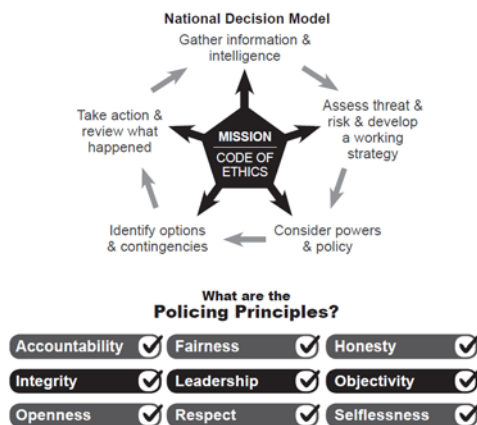 National Decision Model
Gather information &
intelligence
Assess threat &
risk & develop
a working
strategy
Consider powers
& policy
Identify options
& contingencies
Take action &
review what
happened
MISSION
CODE OF
ETHICS
What are the
Policing Principles?
Accountability
Fairness
Honesty
Integrity
Leadership
Objectivity
Openness
Respect
Selflessness